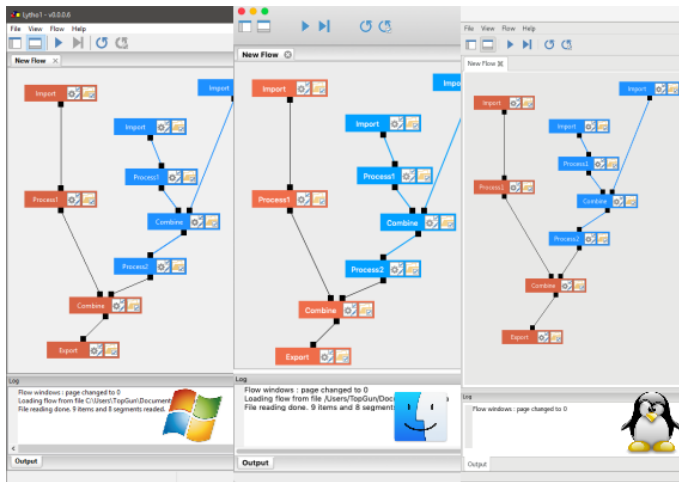 Lytho1 - v0.0.0.6
File View Flow Help
New Flow
Import
Import
Process1
Process1
Combine
Process2
Combine
Export
Log
Flow windows : page changed to 0
Loading flow from file C:\Users\TopGun\Document
File reading done. 9 items and 8 segments readed.
Output
New Flow
Import
Impo
Import
Process1
Process1
Combine
Process2
Combine
Export
Log
Flow windows : page changed to 0
Loading flow from file /Users/TopGun/Docum
File reading done. 9 items and 8 segments
Output
File View Flow Help
New Flow
Import
Import
Import
Process1
Process1
Combine
Process2
Combine
Export
Log
Flow windows : page changed to 0
Output